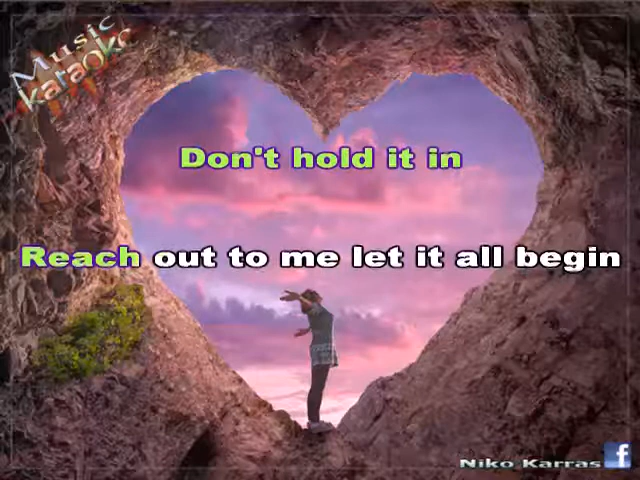 Music
karaoke
Don't hold it in
Reach out to me let it all begin
Niko Karras f